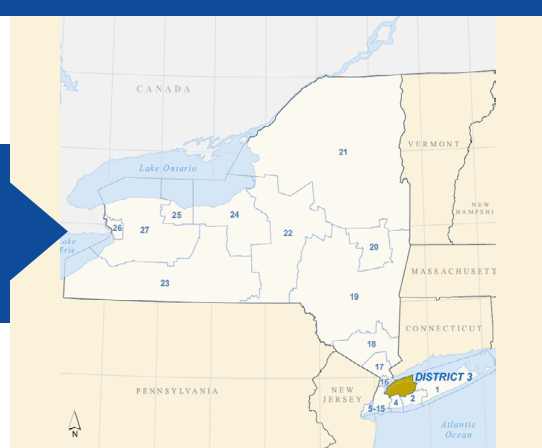 CANADA
21
VERMONT
Lake Ontario
NEW
HAMPSHI
25
24
26
27
22
Lake
Erie
20
MASSACHUSETT
23
19
CONNECTICUT
18
17
DISTRICT 3
16
1
PENNSYLVANIA
NEW
JERSEY
2
4
5-15
Atlantic
Ocean
N